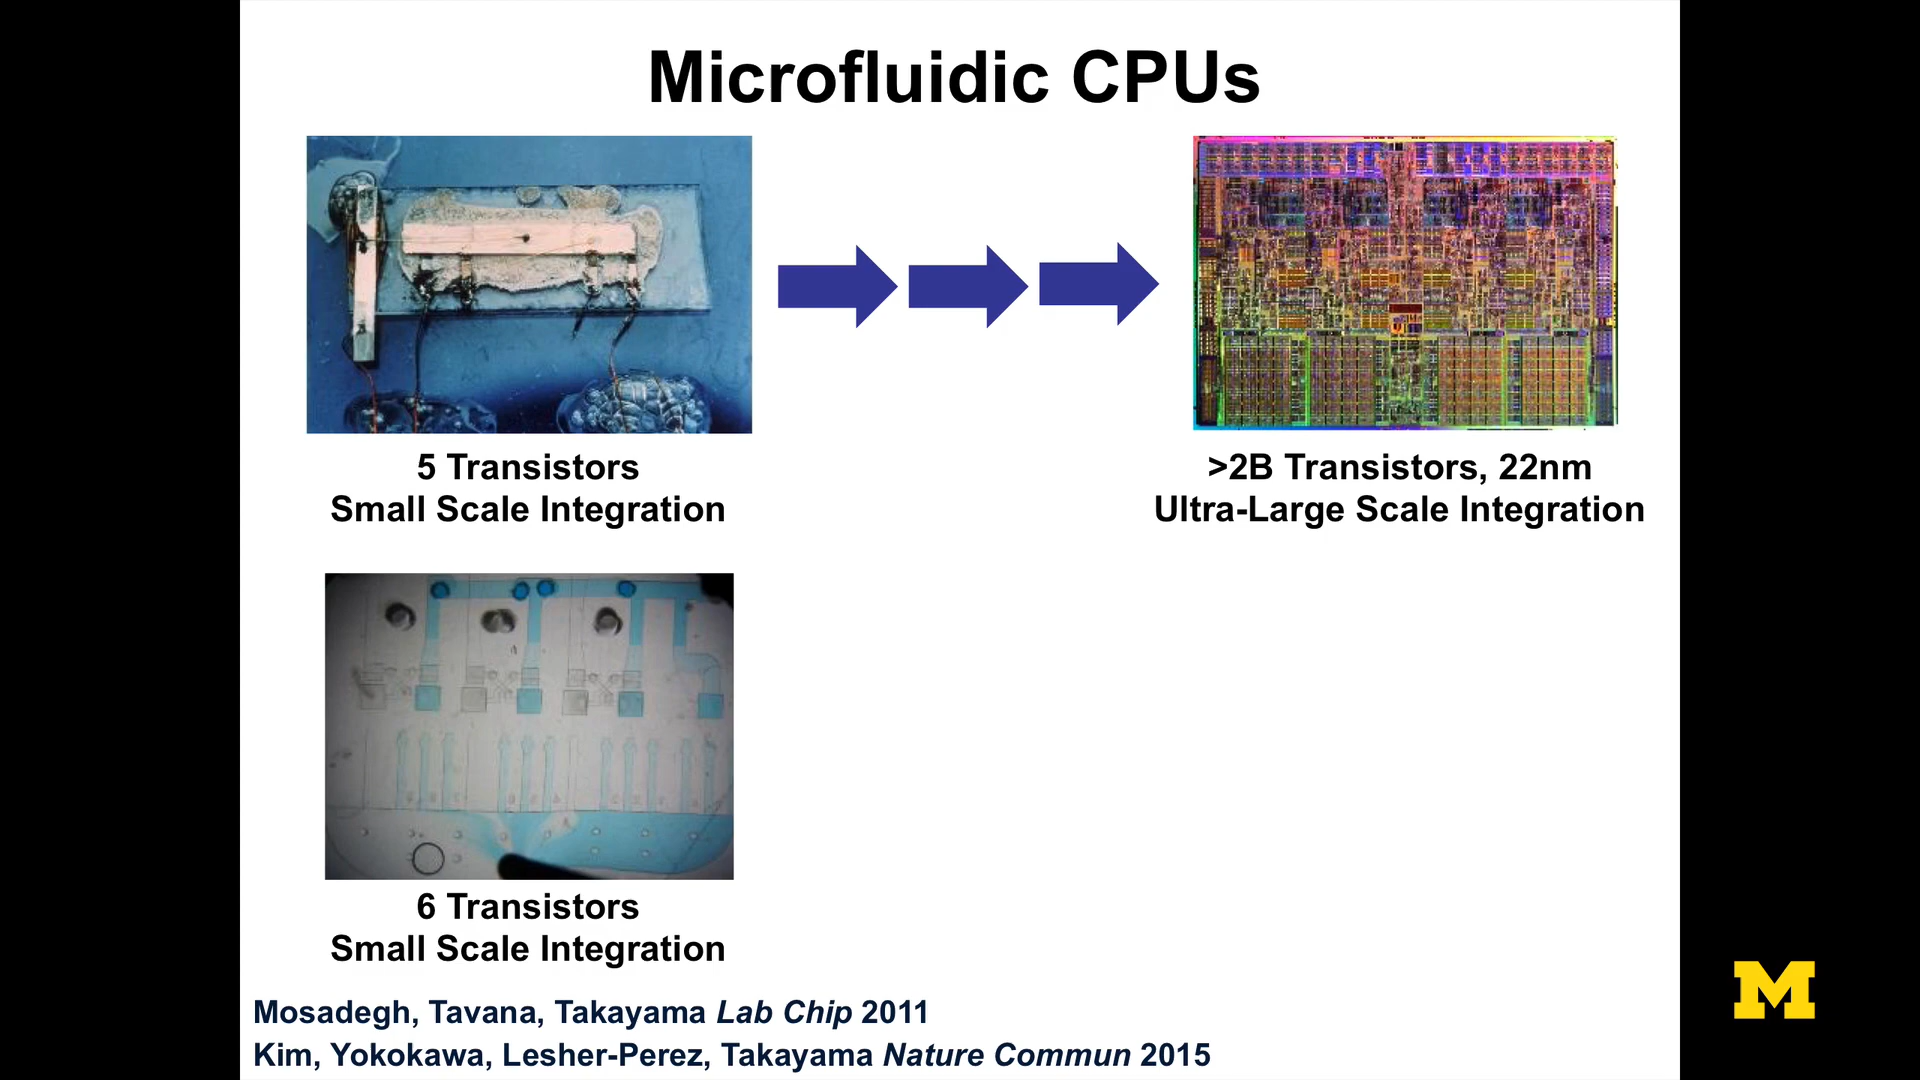 Microfluidic CPUs
5 Transistors
Small Scale Integration
>2B Transistors, 22nm
Ultra-Large Scale Integration
6 Transistors
Small Scale Integration
Mosadegh, Tavana, Takayama Lab Chip 2011
Kim, Yokokawa, Lesher-Perez, Takayama Nature Commun 2015
M